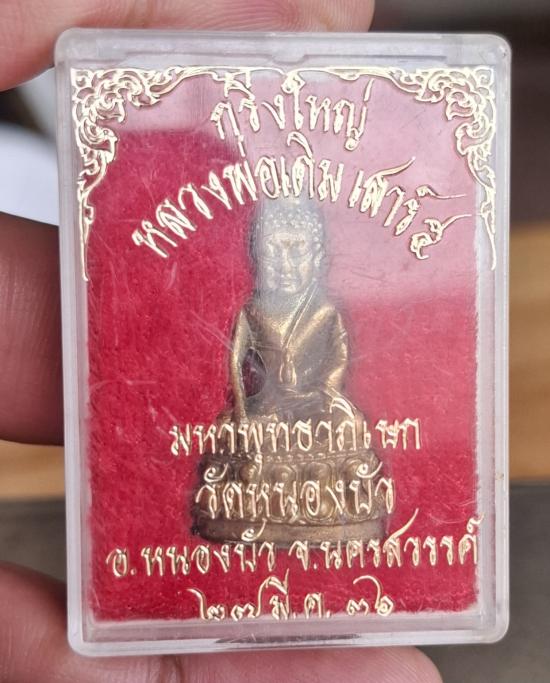 กริ่งใหญ่
หลวงพ่อเดิม เสาร์ ๕
มหาพุทธาภิเษก
วัดหนองบัว
อ.หนองบัว จ.นครสวรรค์
๒๗ มี.ค. ๓๖